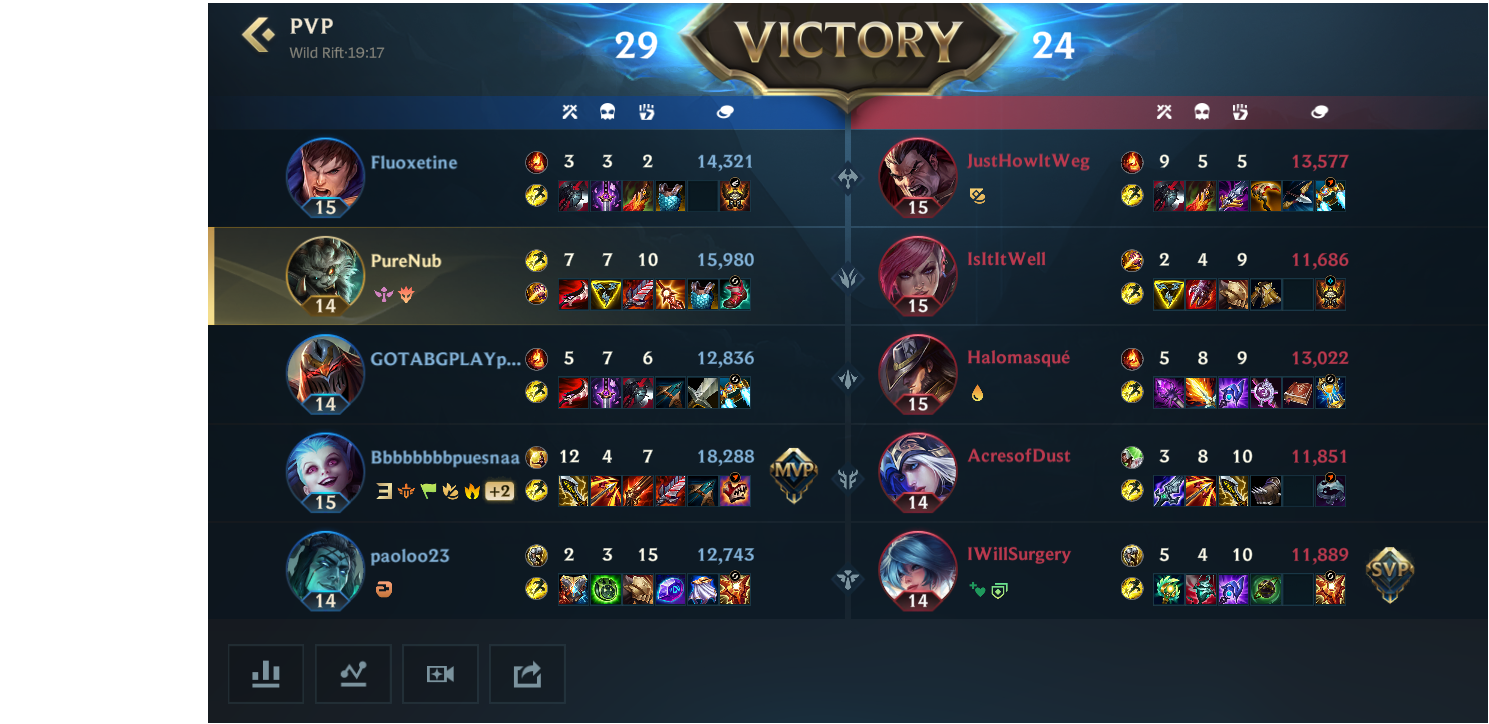 PVP
Wild Rift·19:17
29 VICTORY 24
15 Fluoxetine 3 3 2 14,321
15 JustHowItWeg 9 5 5 13,577
14 PureNub 7 7 10 15,980
15 IsItItWell 2 4 9 11,686
14 GOTABGPLAYp... 5 7 6 12,836
15 Halomasqué 5 8 9 13,022
15 Bbbbbbbbpuesnaa +2 12 4 7 18,288 MVP
14 AcresofDust 3 8 10 11,851
14 paoloo23 2 3 15 12,743
14 IWillSurgery 5 4 10 11,889 SVP